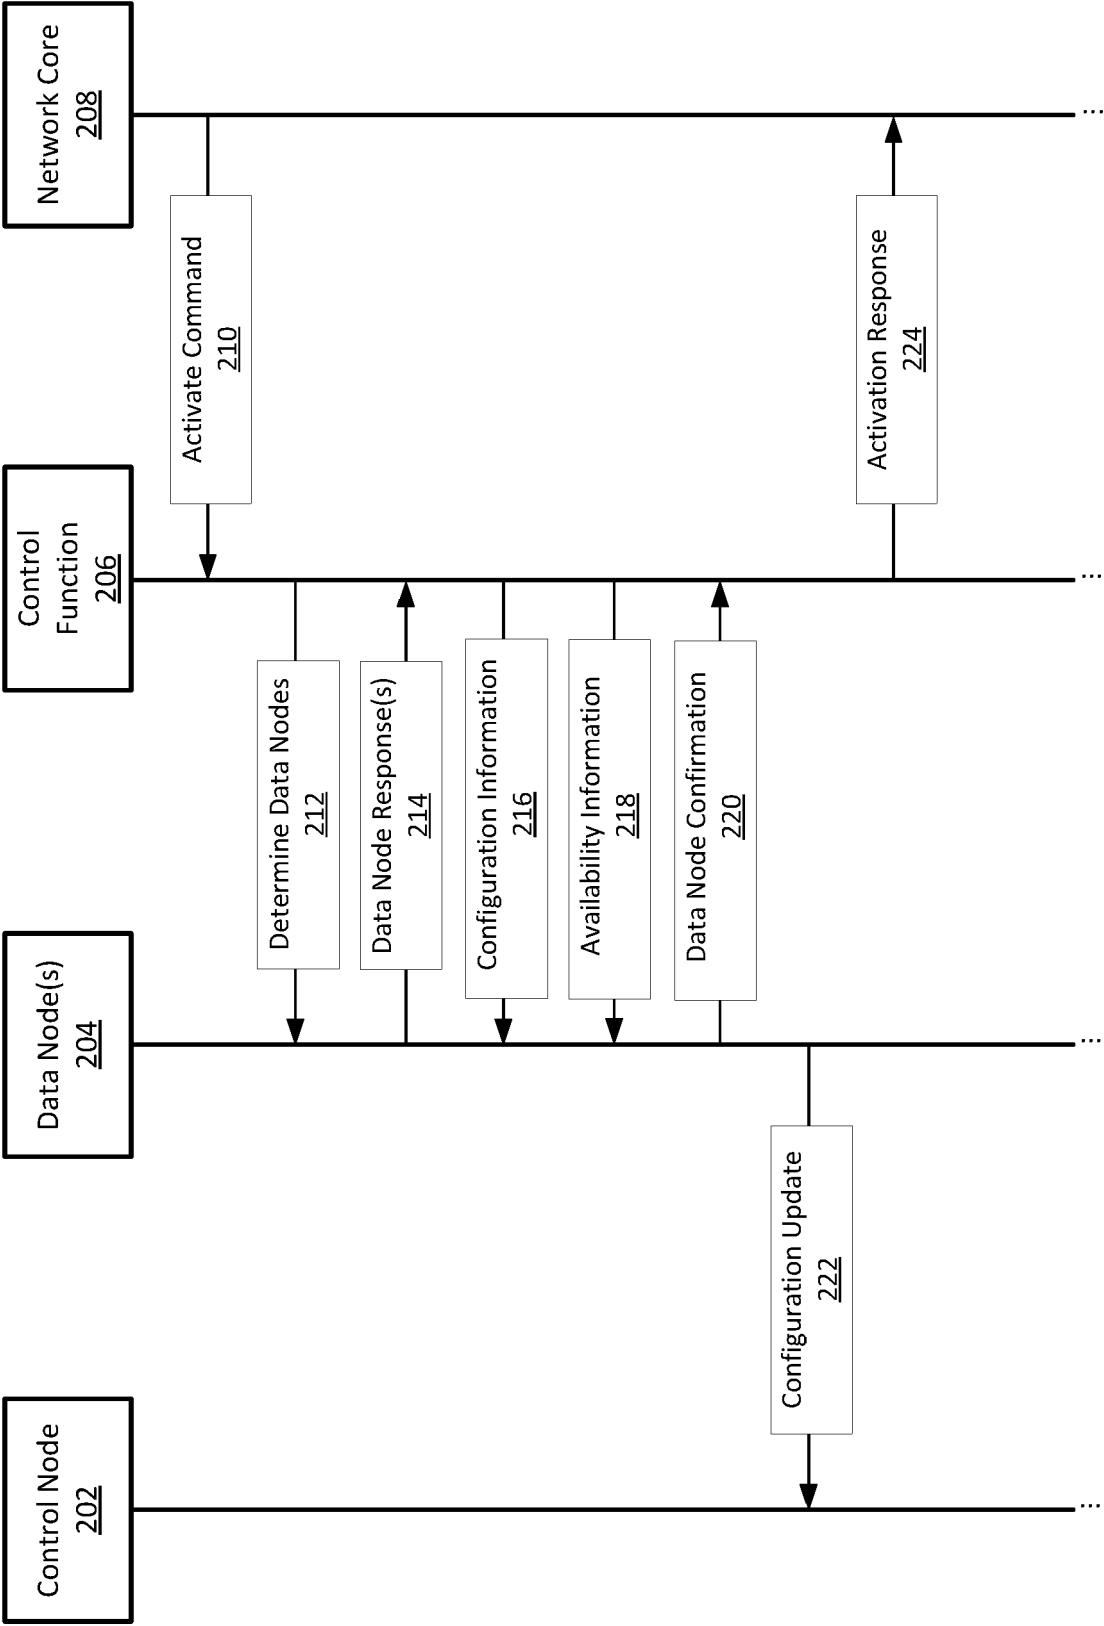 Control Node
202
Data Node(s)
204
Control
Function
206
Network Core
208
Activate Command
210
Determine Data Nodes
212
Data Node Response(s)
214
Configuration Information
216
Availability Information
218
Data Node Confirmation
220
Configuration Update
222
Activation Response
224
...
...
...
...